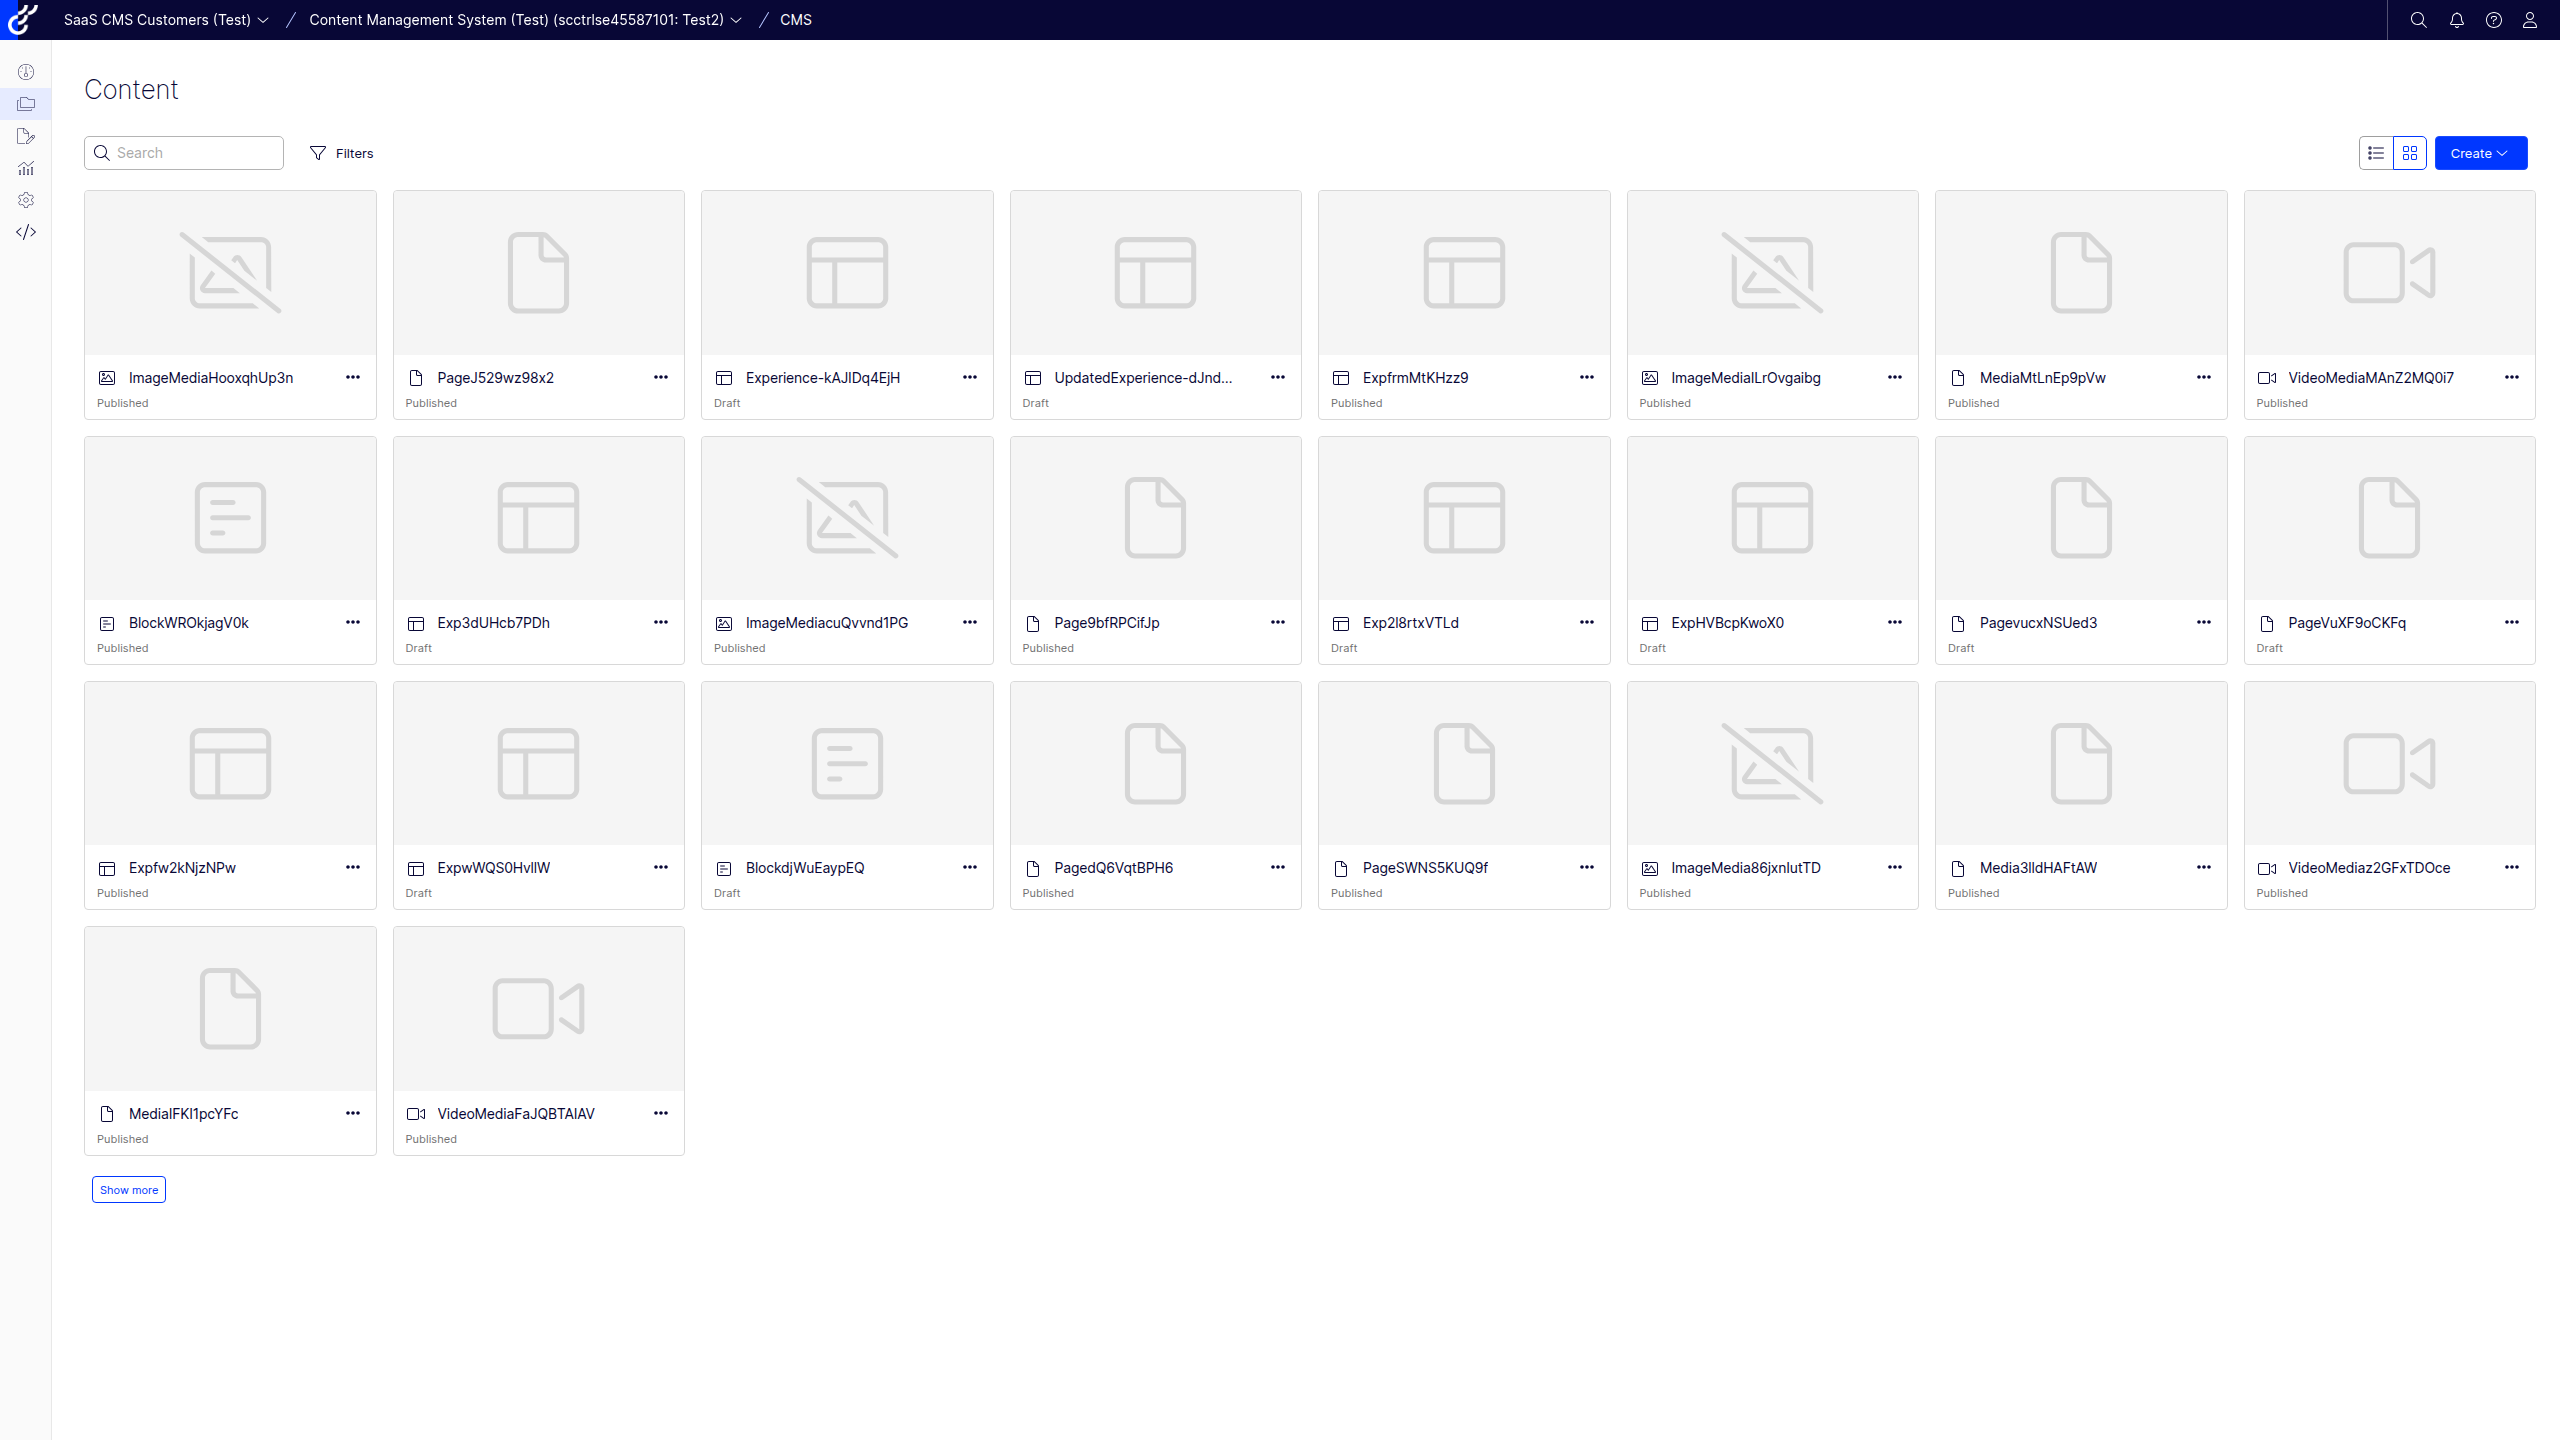 SaaS CMS Customers (Test) / Content Management System (Test) (scctrlse45587101: Test2) / CMS
Content
Search Filters Create
ImageMediaHooxqhUp3n PageJ529wz98x2 Experience-kAJlDq4EjH UpdatedExperience-dJnd... ExpfrmMtKHzz9 ImageMediaILrOvgaibg MediaMtLnEp9pVw VideoMediaMAnZ2MQ0i7
Published Published Draft Draft Published Published Published Published
BlockWROkjagV0k Exp3dUHcb7PDh ImageMediacuQvvnd1PG Page9bfRPCifJp Exp2l8rtxVTLd ExpHVBcpKwoX0 PagevucxNSUed3 PageVuXF9oCKFq
Published Draft Published Published Draft Draft Draft Draft
Expfw2kNjzNPw ExpwWQS0HvllW BlockdjWuEaypEQ PagedQ6VqtBPH6 PageSWNS5KUQ9f ImageMedia86jxnlutTD Media3lldHAFtAW VideoMediaz2GFxTDOce
Published Draft Draft Published Published Published Published Published
MedialFKl1pcYFc VideoMediaFaJQBTAIAV
Published Published
Show more